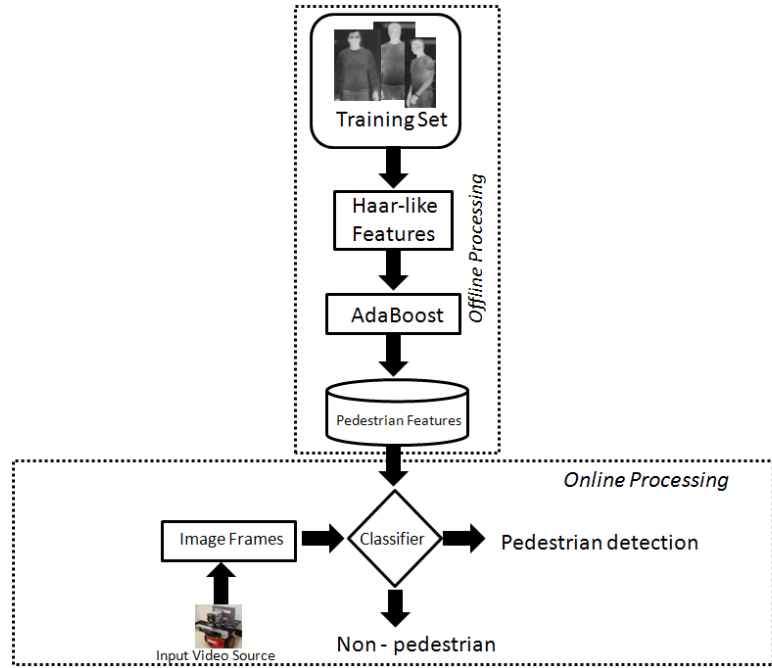 Training Set
Haar-like
Features
Offline Processing
AdaBoost
Pedestrian Features
Online Processing
Image Frames
Classifier
Pedestrian detection
Input Video Source
Non - pedestrian